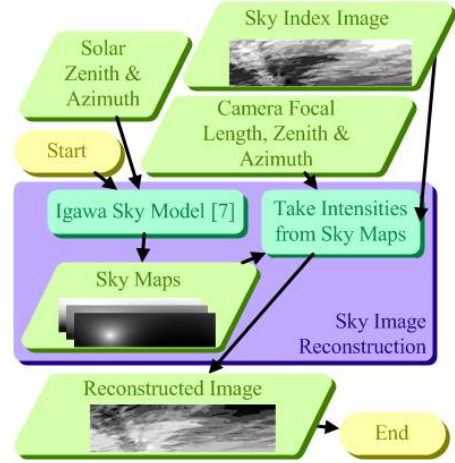 Sky Index Image
Solar
Zenith &
Azimuth
Camera Focal
Length, Zenith &
Azimuth
Start
Igawa Sky Model [7]
Take Intensities
from Sky Maps
Sky Maps
Sky Image
Reconstruction
Reconstructed Image
End